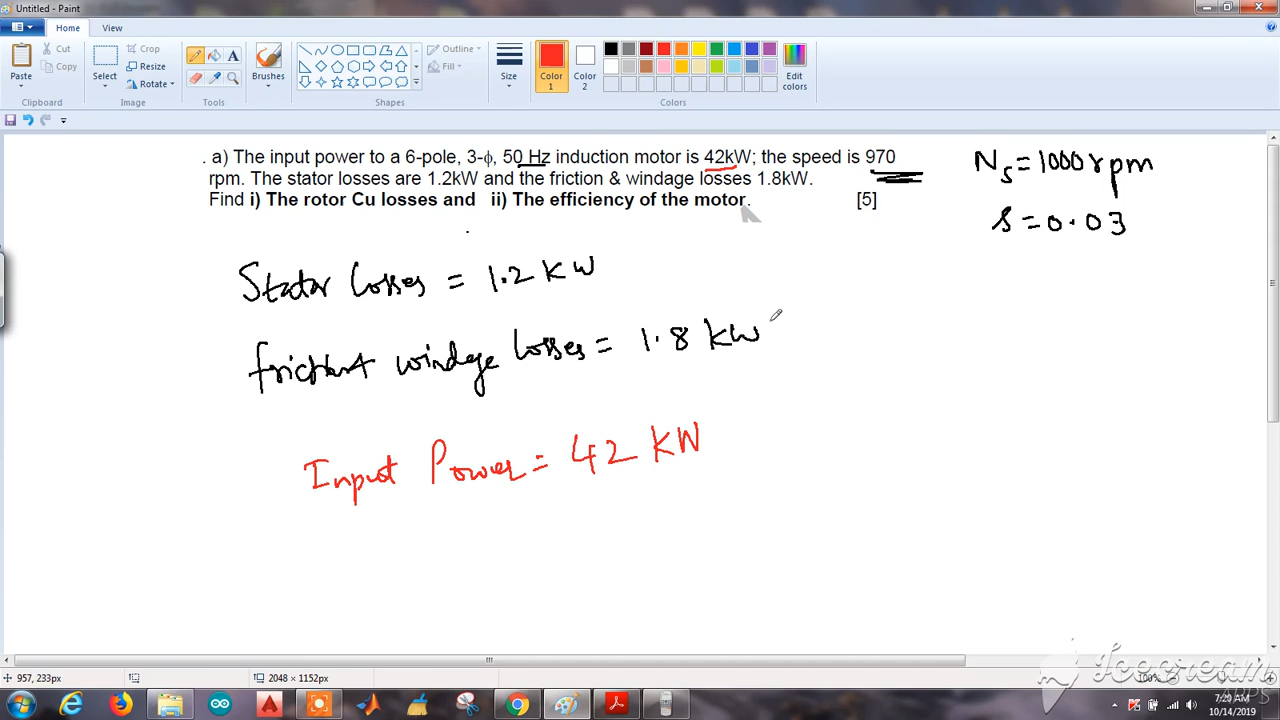 Untitled - Paint
Home View
Paste
Cut
Copy
Clipboard
Select
Crop
Resize
Rotate
Image
Tools
Brushes
Shapes
Outline
Fill
Size
Color 1
Color 2
Colors
Edit colors
. a) The input power to a 6-pole, 3-ϕ, 50 Hz induction motor is 42kW; the speed is 970
rpm. The stator losses are 1.2kW and the friction & windage losses 1.8kW.
Find i) The rotor Cu losses and ii) The efficiency of the motor. [5]
Ns = 1000 rpm
s = 0.03
Stator losses = 1.2 kW
windage losses = 1.8 kW
Input Power = 42 KW
957, 233px
2048 × 1152px
100%
Icecream
APPS
7:20 AM
10/14/2019